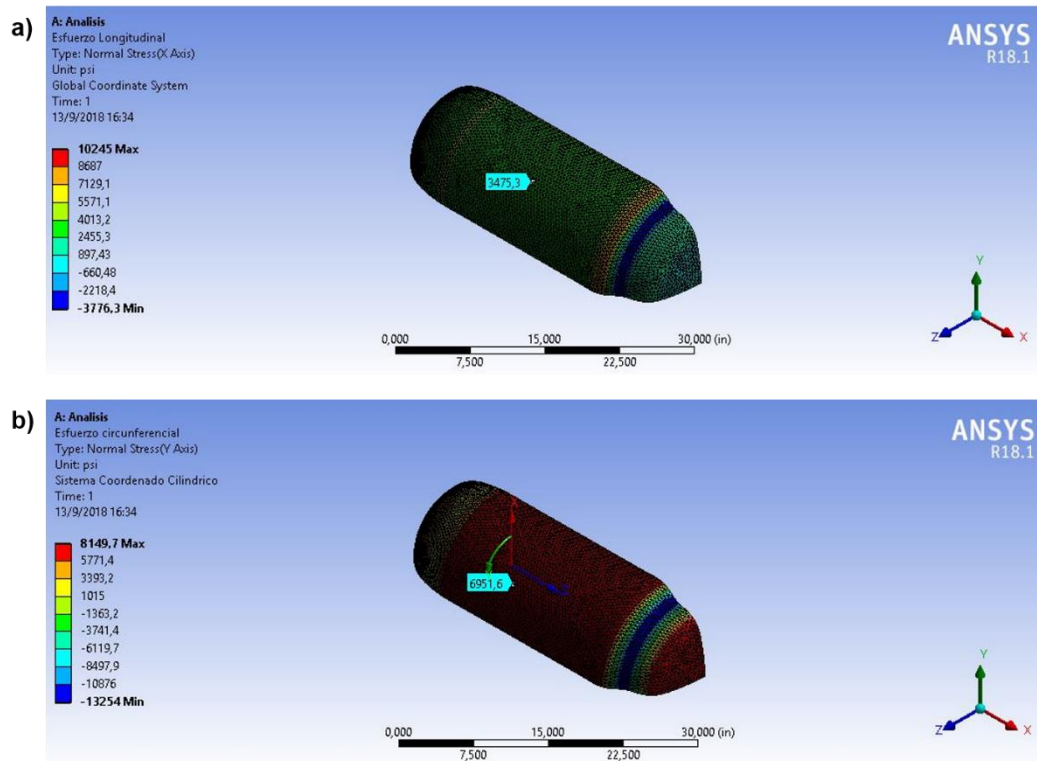 a)
A: Analisis
Esfuerzo Longitudinal
Type: Normal Stress(X Axis)
Unit: psi
Global Coordinate System
Time: 1
13/9/2018 16:34
ANSYS
R18.1
10245 Max
8687
7129,1
5571,1
4013,2
2455,3
897,43
-660,48
-2218,4
-3776,3 Min
3475,3
0,000 15,000 30,000 (in)
7,500 22,500
Y
Z X
b)
A: Analisis
Esfuerzo circunferencial
Type: Normal Stress(Y Axis)
Unit: psi
Sistema Coordenado Cilindrico
Time: 1
13/9/2018 16:34
ANSYS
R18.1
8149,7 Max
5771,4
3393,2
1015
-1363,2
-3741,4
-6119,7
-8497,9
-10876
-13254 Min
6951,6
0,000 15,000 30,000 (in)
7,500 22,500
Y
Z X